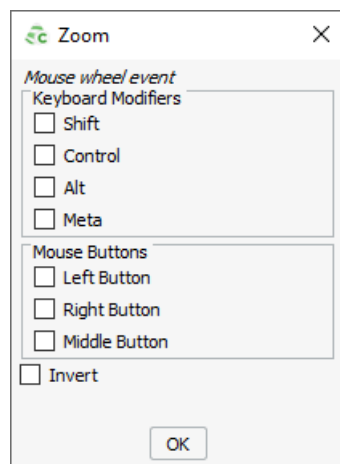 Zoom
Mouse wheel event
Keyboard Modifiers
Shift
Control
Alt
Meta
Mouse Buttons
Left Button
Right Button
Middle Button
Invert
OK